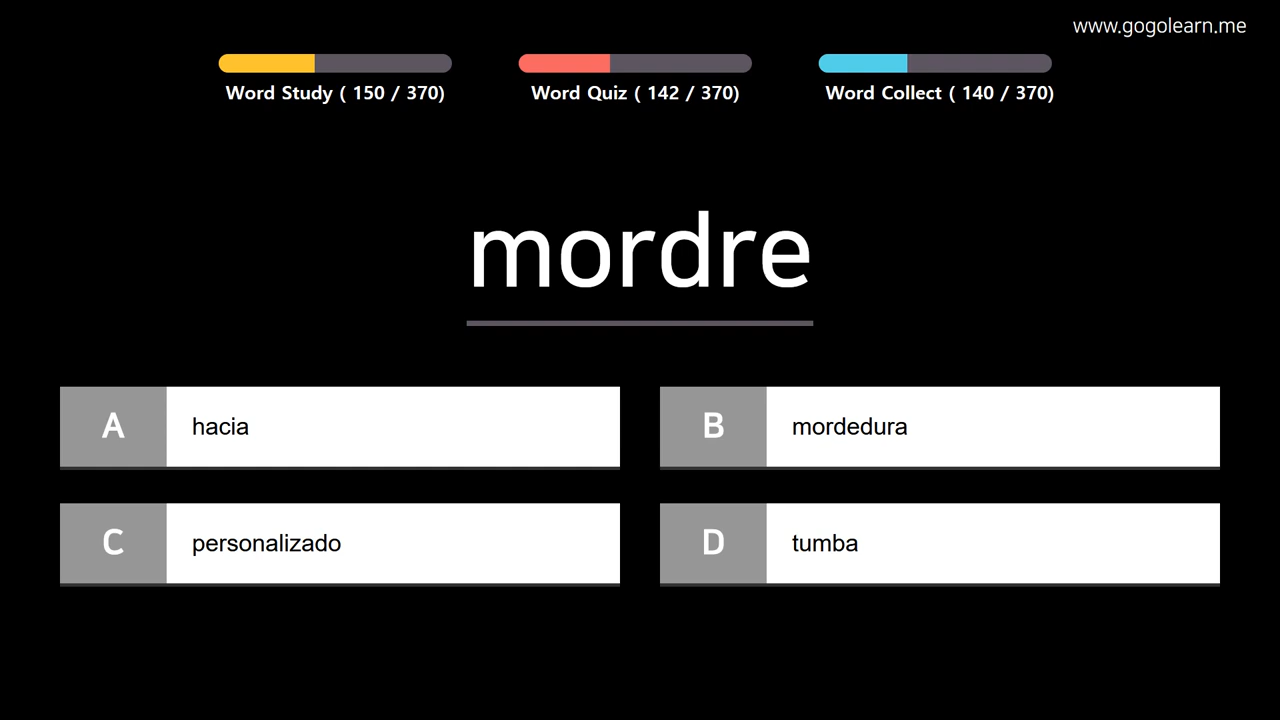 www.gogolearn.me
Word Study ( 150 / 370)
Word Quiz ( 142 / 370)
Word Collect ( 140 / 370)
mordre
A hacia
B mordedura
C personalizado
D tumba